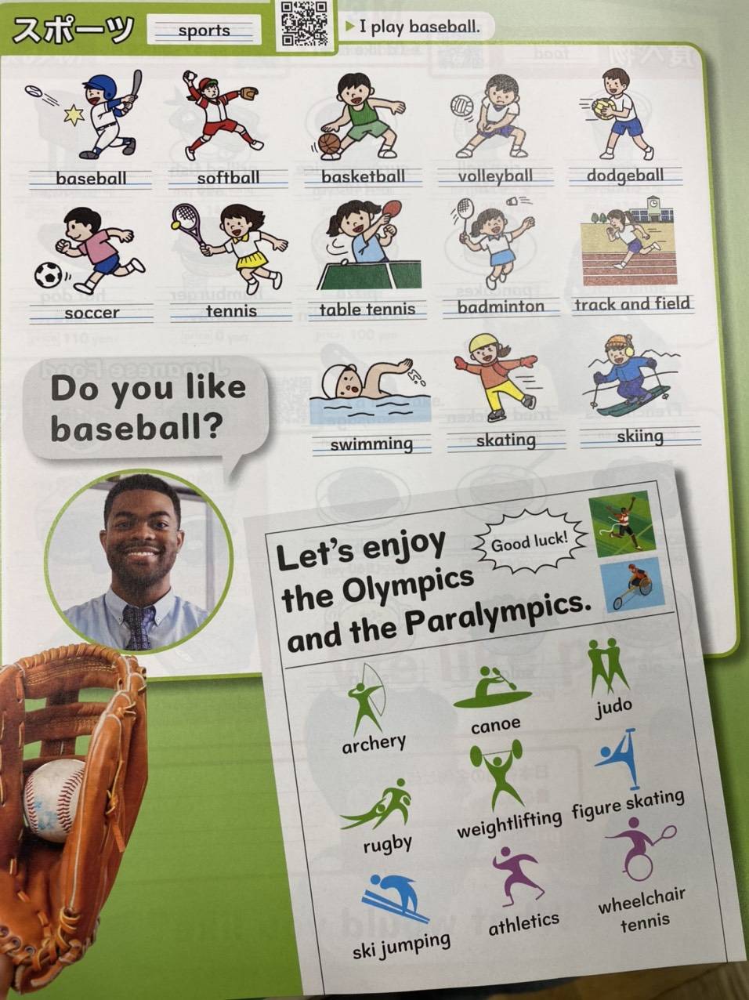 スポーツ
sports
I play baseball.
baseball
softball
basketball
volleyball
dodgeball
soccer
tennis
table tennis
badminton
track and field
swimming
skating
skiing
Do you like
baseball?
Let's enjoy
the Olympics
and the Paralympics.
Good luck!
archery
canoe
judo
rugby
weightlifting
figure skating
ski jumping
athletics
wheelchair
tennis